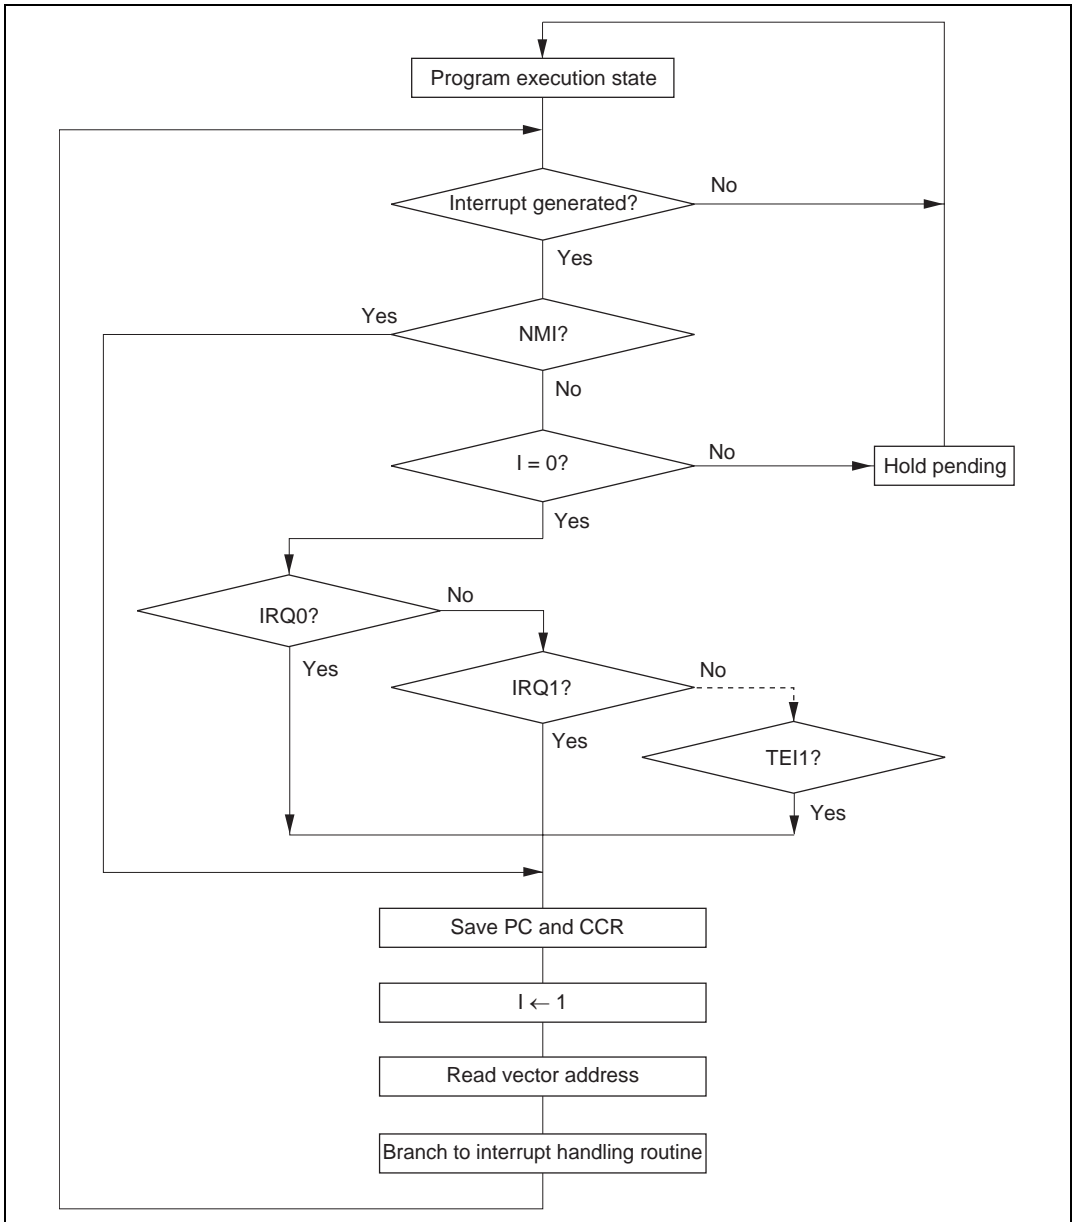 Program execution state
No
Interrupt generated?
Yes
Yes
NMI?
No
No
I = 0?
Hold pending
Yes
No
IRQ0?
Yes
No
IRQ1?
Yes
TEI1?
Yes
Save PC and CCR
I ← 1
Read vector address
Branch to interrupt handling routine